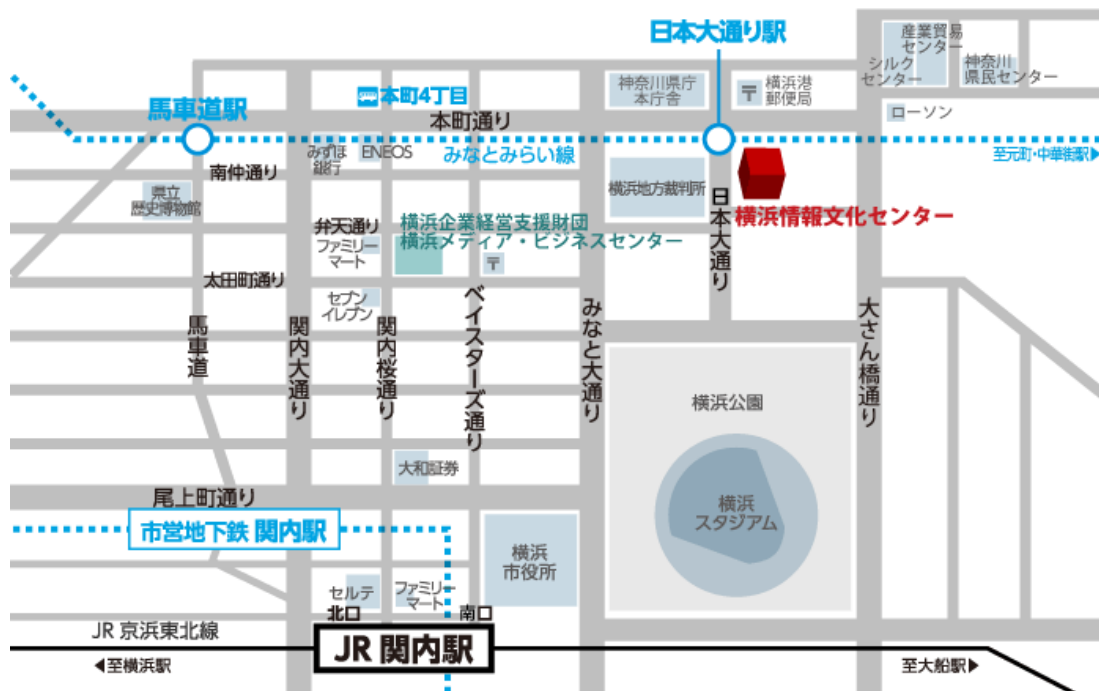 日本大通り駅
産業貿易
センター
シルク
センター
神奈川
県民センター
神奈川県庁
本庁舎
〒
横浜港
郵便局
本町4丁目
馬車道駅
本町通り
ローソン
みずほ
銀行
ENEOS
みなとみらい線
至元町・中華街駅▶
南仲通り
県立
歴史博物館
横浜地方裁判所
日本大通り
横浜情報文化センター
弁天通り
横浜企業経営支援財団
横浜メディア・ビジネスセンター
ファミリー
マート
〒
太田町通り
セブン
イレブン
馬車道
関内大通り
関内桜通り
ベイスターズ通り
みなと大通り
大さん橋通り
横浜公園
大和証券
尾上町通り
横浜
スタジアム
市営地下鉄 関内駅
横浜
市役所
セルテ
ファミリー
マート
北口
南口
JR 京浜東北線
JR 関内駅
◀至横浜駅
至大船駅▶